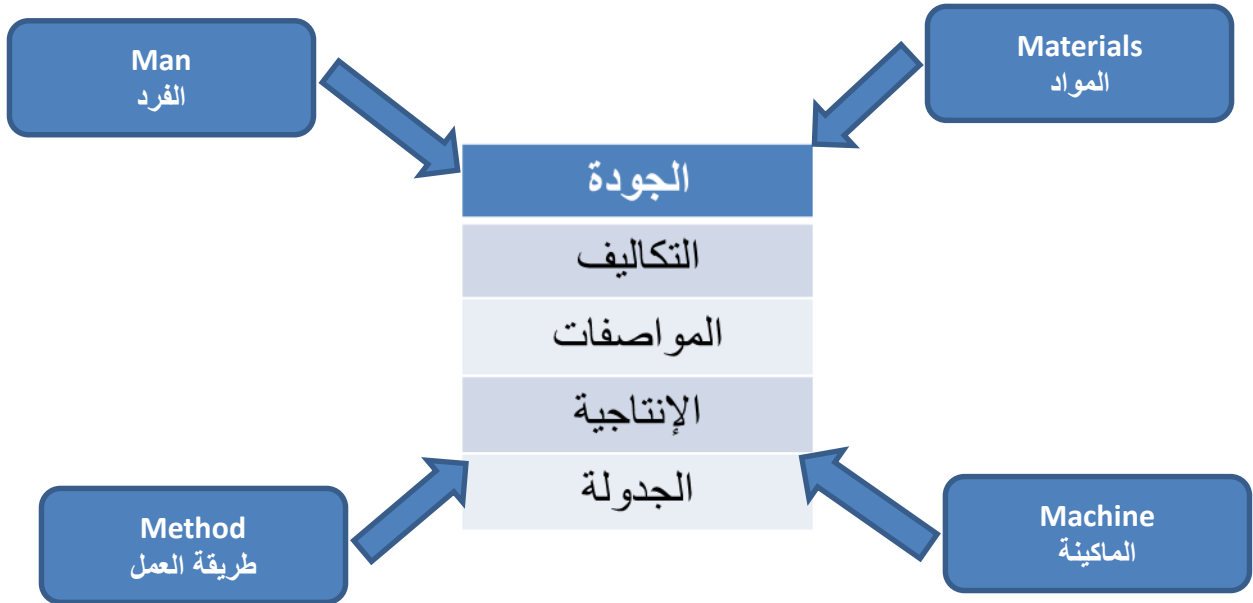 Man
الفرد
Materials
المواد
الجودة
التكاليف
المواصفات
الإنتاجية
الجدولة
Method
طريقة العمل
Machine
الماكينة